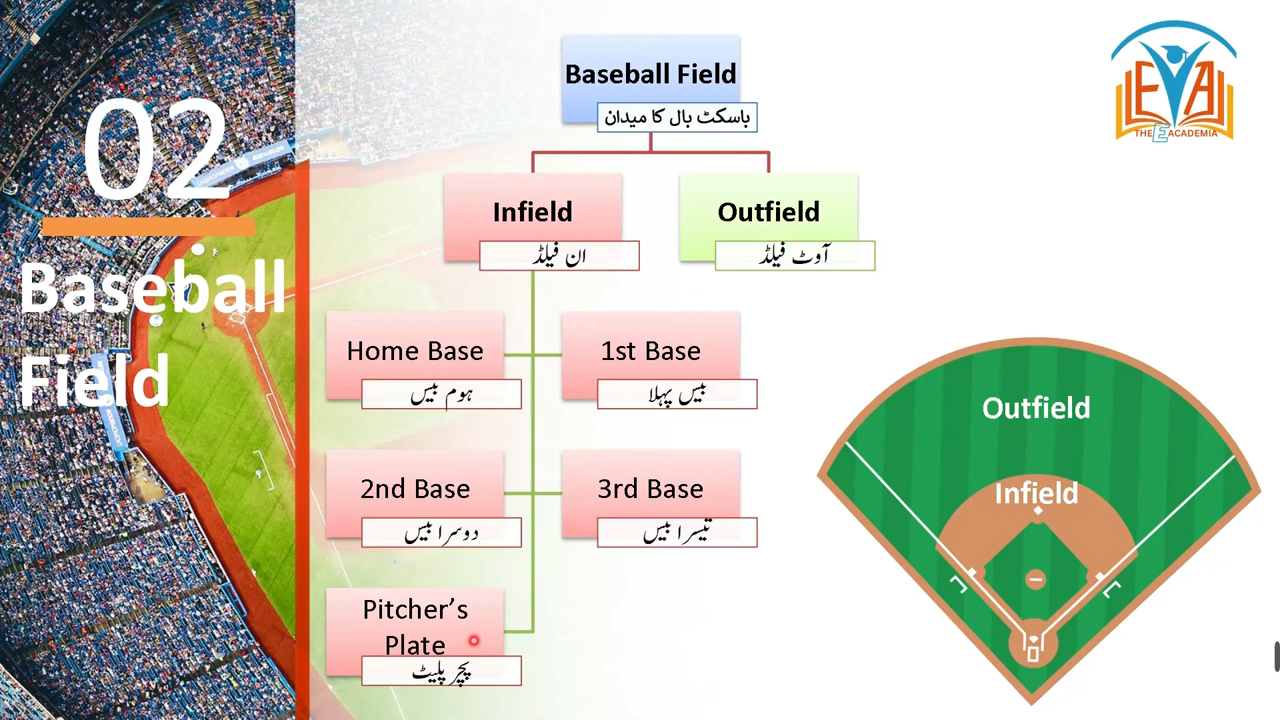 02
Baseball
Field
Baseball Field
باسکٹ بال کا میدان
Infield
ان فیلڈ
Outfield
آوٹ فیلڈ
Home Base
ہوم بیس
1st Base
بیس پہلا
2nd Base
دوسرا بیس
3rd Base
تیسرا بیس
Pitcher's
Plate
پچر پلیٹ
EVA
THE E ACADEMIA
Outfield
Infield